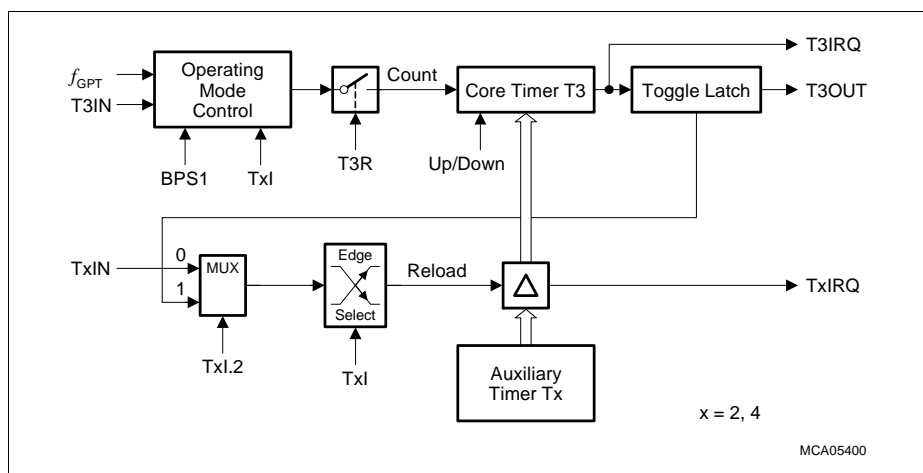 f GPT
T3IN
Operating
Mode
Control
BPS1
TxI
T3R
Count
Core Timer T3
Up/Down
Toggle Latch
T3IRQ
T3OUT
TxIN
0
1
MUX
TxI.2
Edge
Select
TxI
Reload
Δ
TxIRQ
Auxiliary
Timer Tx
x = 2, 4
MCA05400